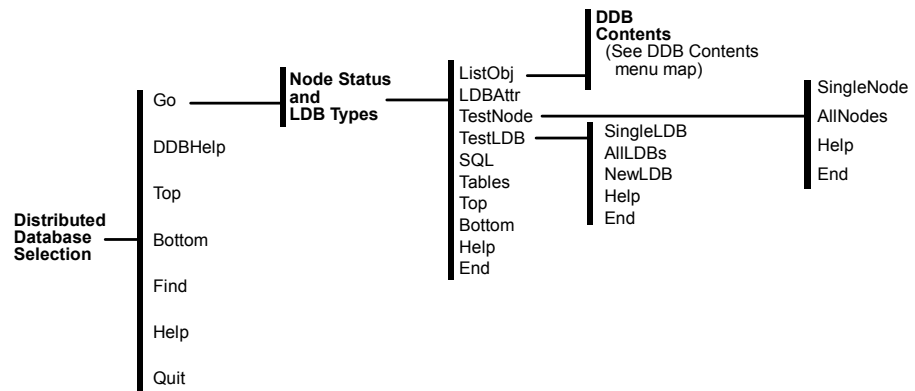 Distributed
Database
Selection
Go
DDBHelp
Top
Bottom
Find
Help
Quit
Node Status
and
LDB Types
ListObj
LDBAttr
TestNode
TestLDB
SQL
Tables
Top
Bottom
Help
End
DDB
Contents
(See DDB Contents
menu map)
SingleLDB
AllLDBs
NewLDB
Help
End
SingleNode
AllNodes
Help
End